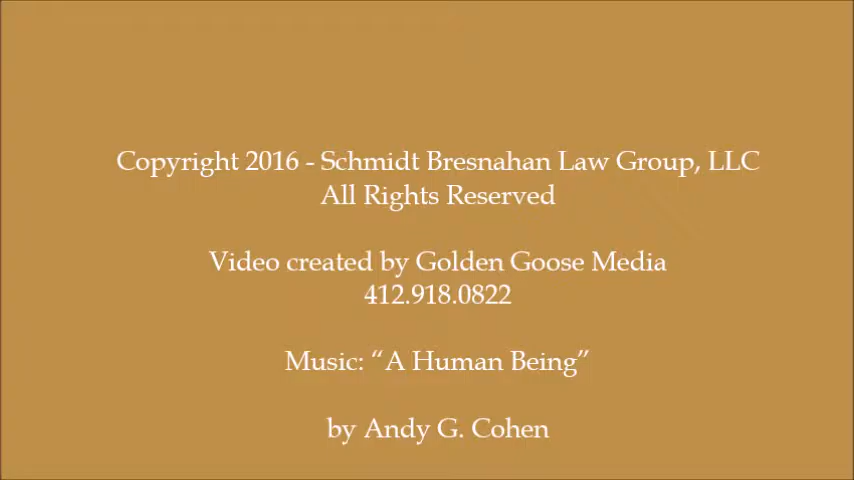 Copyright 2016 - Schmidt Bresnahan Law Group, LLC
All Rights Reserved
Video created by Golden Goose Media
412.918.0822
Music: “A Human Being”
by Andy G. Cohen